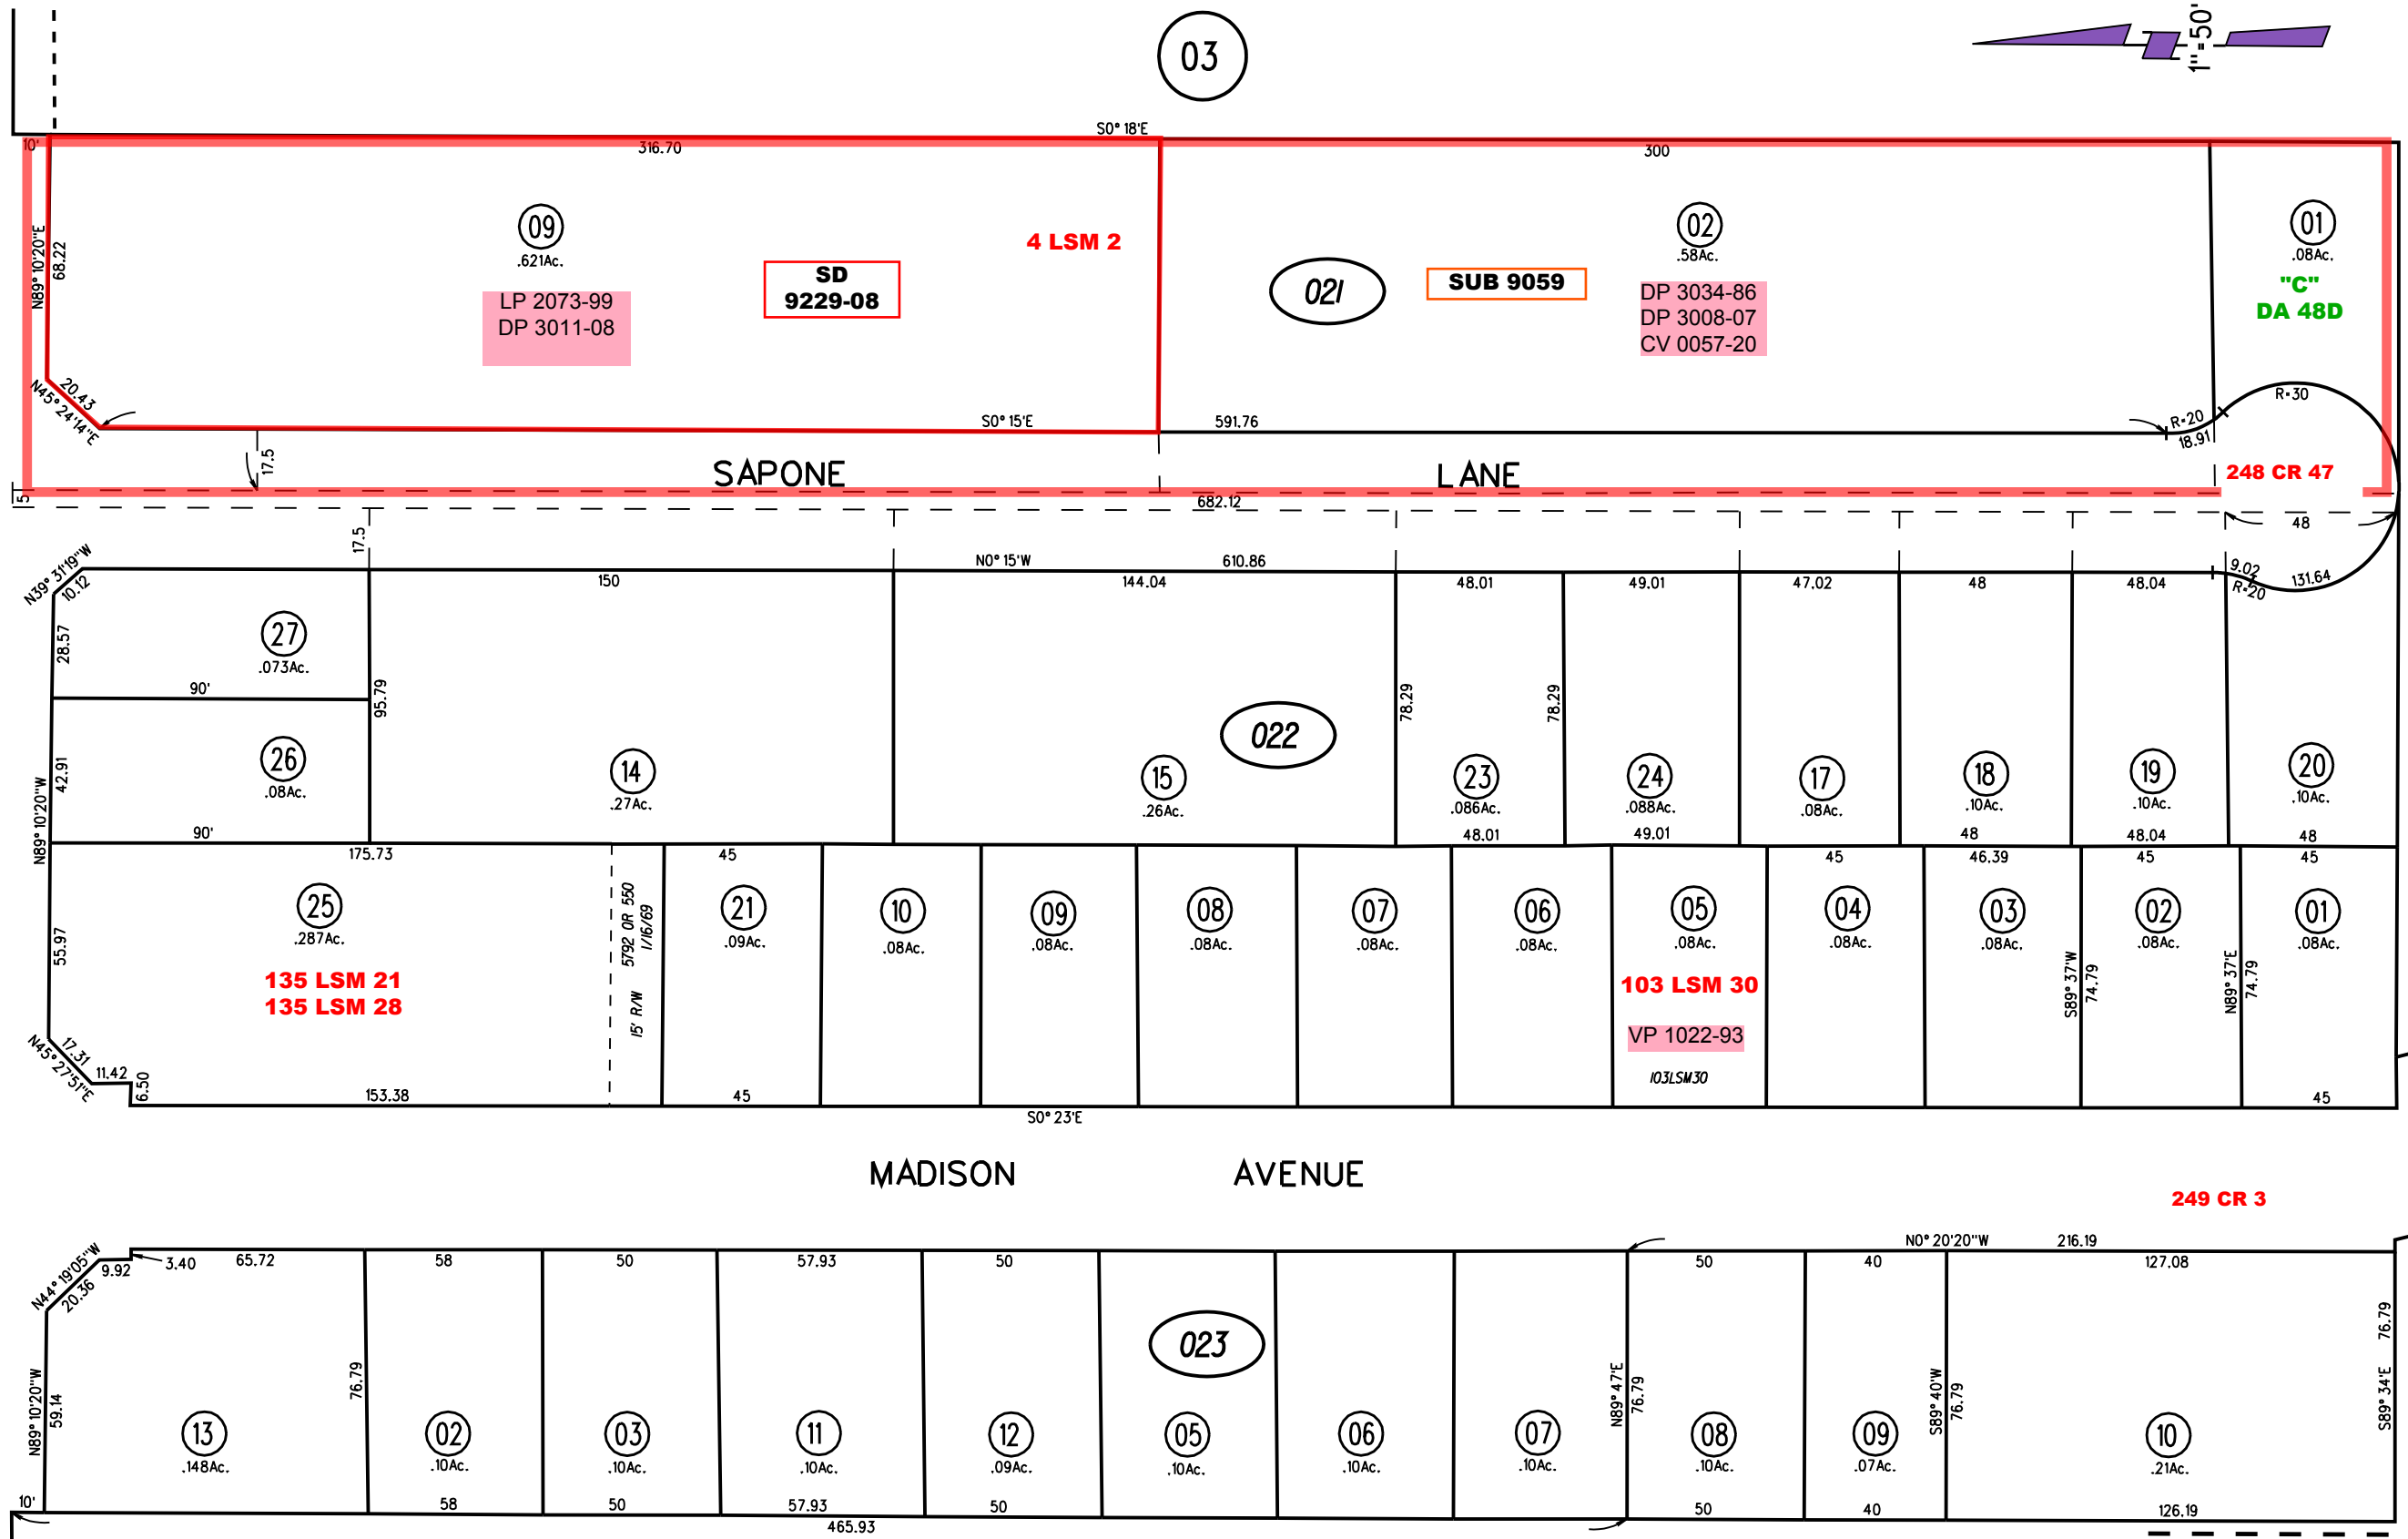 03
1"=50'
S0° 18'E
10'
316.70
300
N89° 10'20"E
68.22
09
.621Ac.
LP 2073-99
DP 3011-08
SD
9229-08
4 LSM 2
021
SUB 9059
02
.58Ac.
DP 3034-86
DP 3008-07
CV 0057-20
01
.08Ac.
"C"
DA 48D
20.43
N45° 24'14"E
S0° 15'E
591.76
R=20
18.91
R=30
17.5
5'
SAPONE LANE
248 CR 47
682.12
48
17.5
N39° 31'19"W
10.12
N0° 15'W
610.86
150
144.04
48.01
49.01
47.02
48
48.04
9.02
R=20
131.64
28.57
27
.073Ac.
90'
95.79
42.91
26
.08Ac.
90'
N89° 10'20"W
14
.27Ac.
022
15
.26Ac.
78.29
78.29
23
.086Ac.
24
.088Ac.
17
.08Ac.
18
.10Ac.
19
.10Ac.
20
.10Ac.
48.01
49.01
48
48.04
48
175.73
45
45
46.39
45
45
55.97
25
.287Ac.
135 LSM 21
135 LSM 28
15' R/W 5792 OR 550
1/16/69
21
.09Ac.
10
.08Ac.
09
.08Ac.
08
.08Ac.
07
.08Ac.
06
.08Ac.
05
.08Ac.
103 LSM 30
VP 1022-93
103LSM30
04
.08Ac.
03
.08Ac.
S89° 37'W
74.79
02
.08Ac.
N89° 37'E
74.79
01
.08Ac.
17.31
N45° 27'51"E
11.42
6.50
153.38
45
S0° 23'E
45
MADISON AVENUE
249 CR 3
N44° 19'05"W
20.36
9.92
3.40
65.72
58
50
57.93
50
50
40
N0° 20'20"W
216.19
127.08
N89° 10'20"W
59.14
13
.148Ac.
76.79
02
.10Ac.
03
.10Ac.
11
.10Ac.
12
.09Ac.
023
05
.10Ac.
06
.10Ac.
07
.10Ac.
N89° 47'E
76.79
08
.10Ac.
09
.07Ac.
S89° 40'W
76.79
10
.21Ac.
S89° 34'E
76.79
10'
58
50
57.93
50
465.93
50
40
126.19